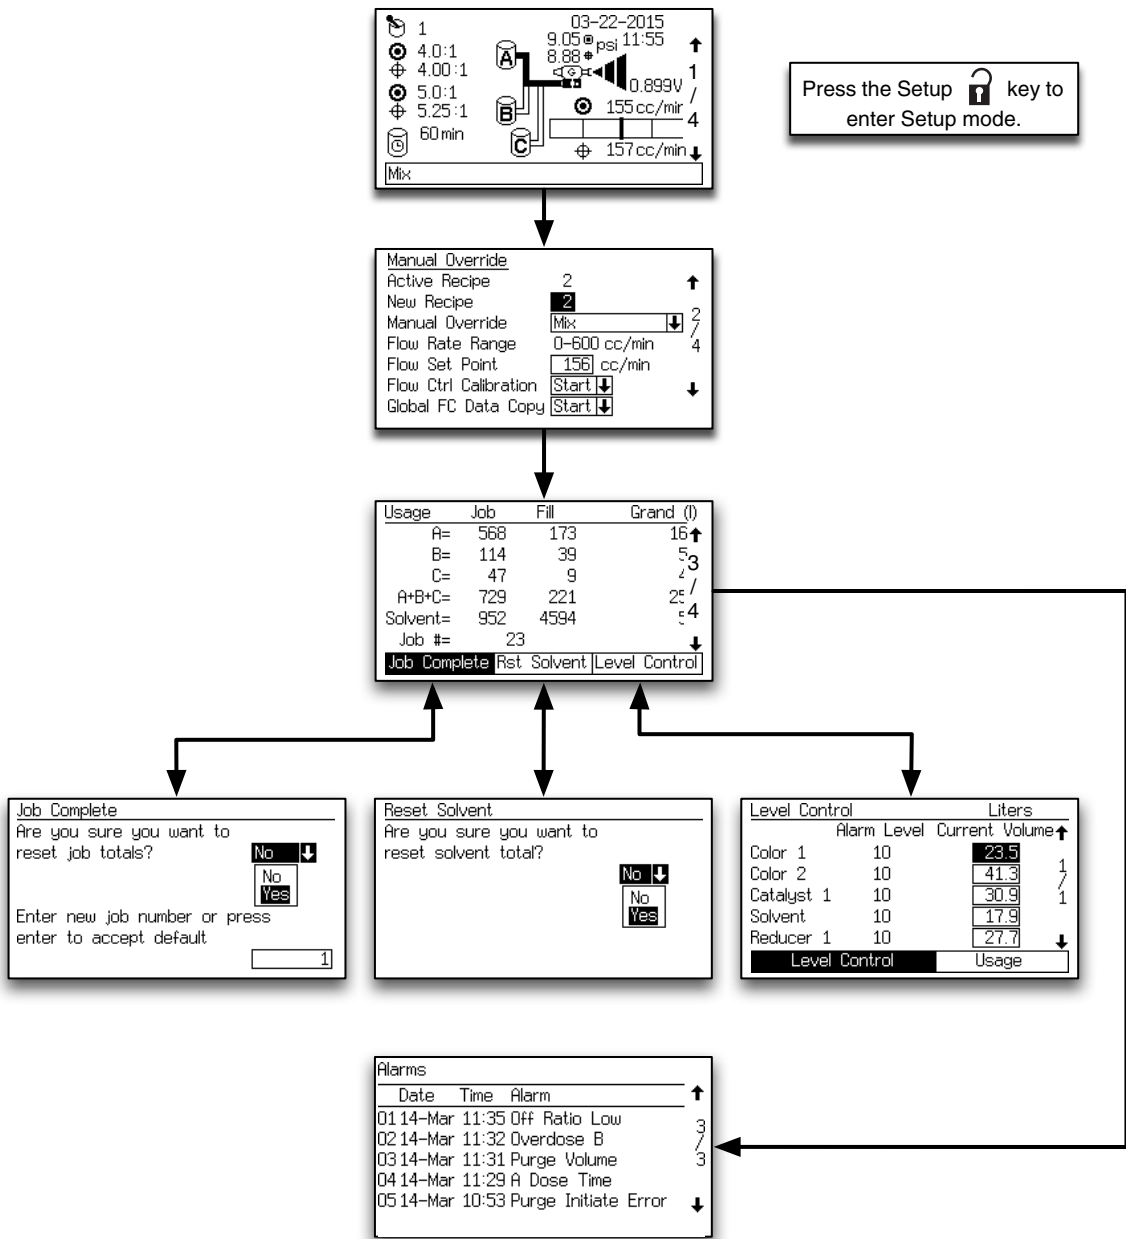 1
03-22-2015
9.05 psi 11:55
8.88
4.0:1
4.00:1
5.0:1
5.25:1
60 min
A
B
C
G
0.899V
155 cc/min
157 cc/min
1
/
4
Mix
Press the Setup key to
enter Setup mode.
Manual Override
Active Recipe 2
New Recipe 2
Manual Override Mix
Flow Rate Range 0-600 cc/min
Flow Set Point 156 cc/min
Flow Ctrl Calibration Start
Global FC Data Copy Start
2
/
4
Usage Job Fill Grand (l)
A= 568 173 16
B= 114 39 5
C= 47 9
A+B+C= 729 221 25
Solvent= 952 4594
Job #= 23
3
/
4
Job Complete Rst Solvent Level Control
Job Complete
Are you sure you want to
reset job totals? No
No
Yes
Enter new job number or press
enter to accept default
1
Reset Solvent
Are you sure you want to
reset solvent total?
No
No
Yes
Level Control Liters
Alarm Level Current Volume
Color 1 10 23.5
Color 2 10 41.3
Catalyst 1 10 30.9
Solvent 10 17.9
Reducer 1 10 27.7
1
/
1
Level Control Usage
Alarms
Date Time Alarm
01 14-Mar 11:35 Off Ratio Low
02 14-Mar 11:32 Overdose B
03 14-Mar 11:31 Purge Volume
04 14-Mar 11:29 A Dose Time
05 14-Mar 10:53 Purge Initiate Error
3
/
3